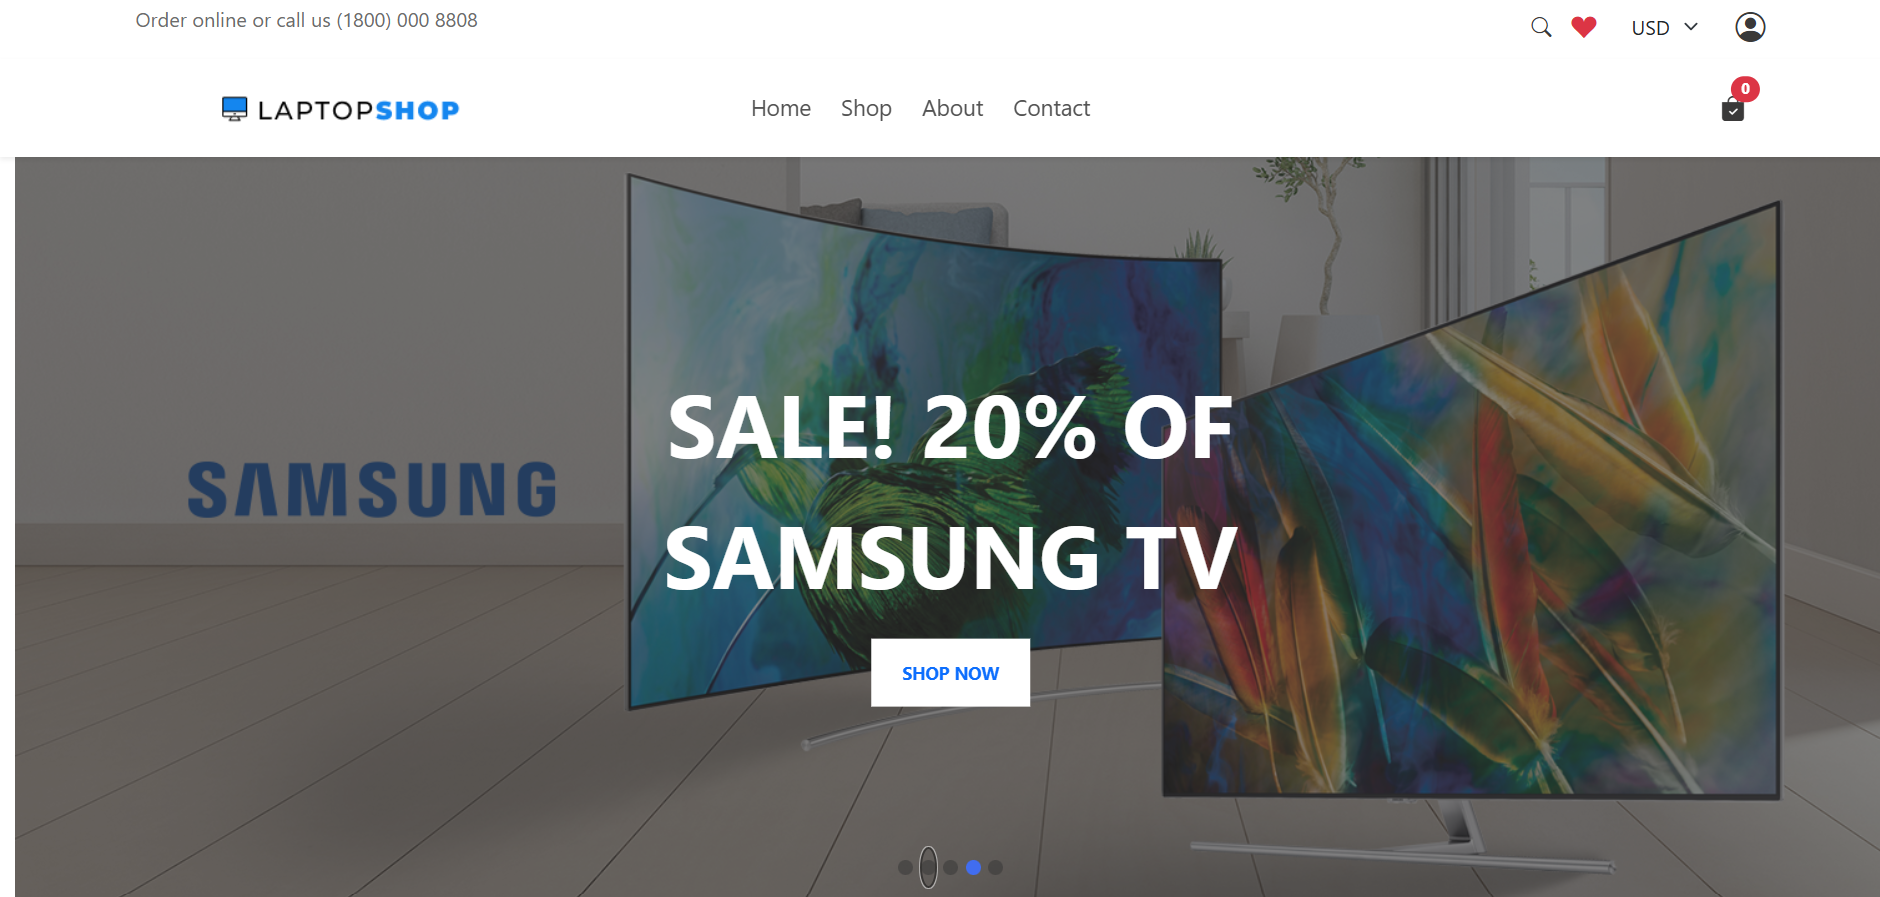 Order online or call us (1800) 000 8808
USD
LAPTOPSHOP
Home Shop About Contact
0
SALE! 20% OF
SAMSUNG
SAMSUNG TV
SHOP NOW